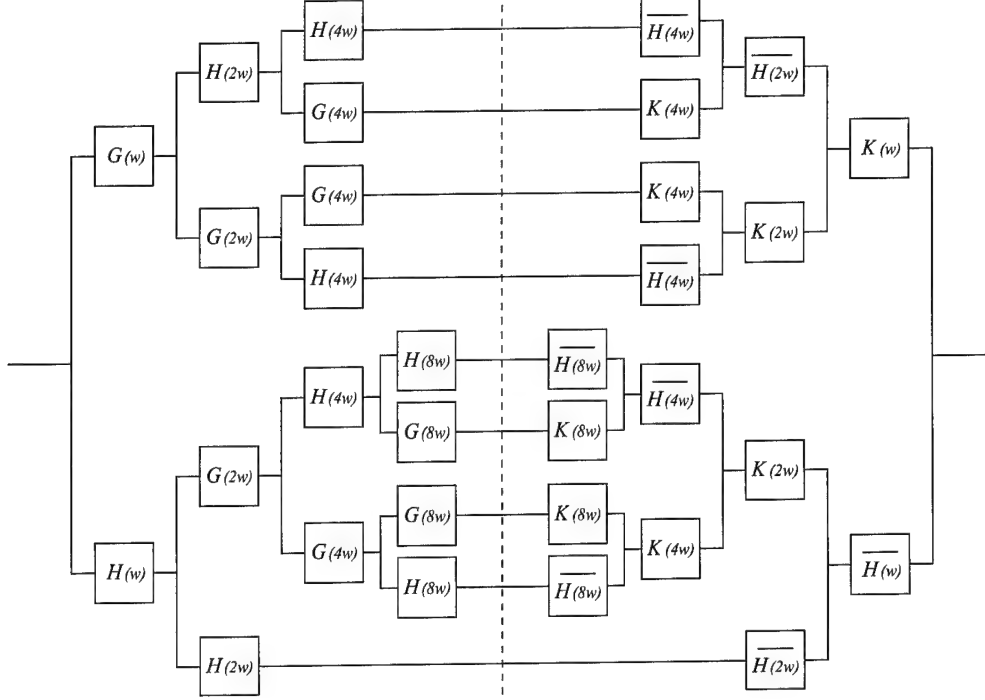 H(4w) H̅(4w)
H(2w) H̅(2w)
G(4w) K(4w)
G(w) K(w)
G(4w) K(4w)
G(2w) K(2w)
H(4w) H̅(4w)
H(8w) H̅(8w)
H(4w) H̅(4w)
G(8w) K(8w)
G(2w) K(2w)
G(8w) K(8w)
G(4w) K(4w)
H(w) H̅(w)
H(8w) H̅(8w)
H(2w) H̅(2w)